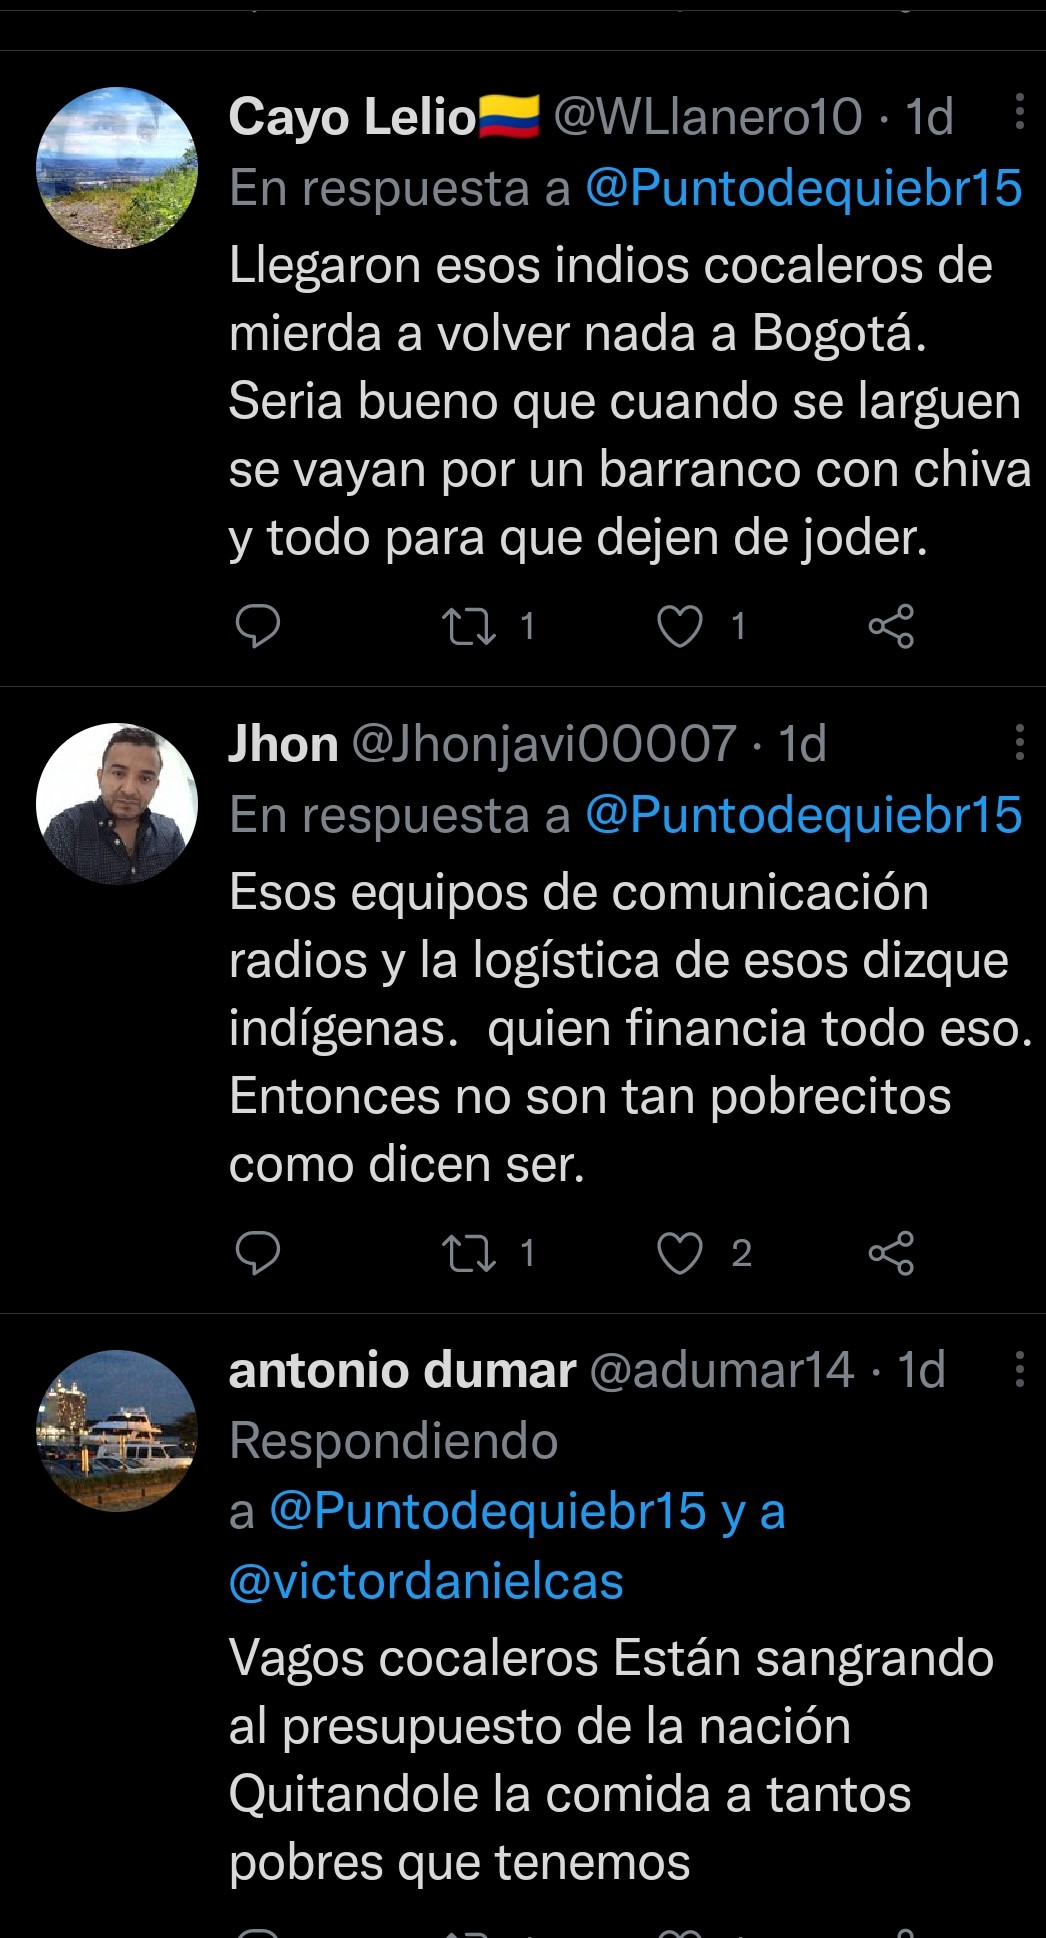 Cayo Lelio🇨🇴 @WLlanero10 · 1d
En respuesta a @Puntodequiebr15
Llegaron esos indios cocaleros de
mierda a volver nada a Bogotá.
Seria bueno que cuando se larguen
se vayan por un barranco con chiva
y todo para que dejen de joder.
1 1
Jhon @Jhonjavi00007 · 1d
En respuesta a @Puntodequiebr15
Esos equipos de comunicación
radios y la logística de esos dizque
indígenas.  quien financia todo eso.
Entonces no son tan pobrecitos
como dicen ser.
1 2
antonio dumar @adumar14 · 1d
Respondiendo
a @Puntodequiebr15 y a
@victordanielcas
Vagos cocaleros Están sangrando
al presupuesto de la nación
Quitandole la comida a tantos
pobres que tenemos